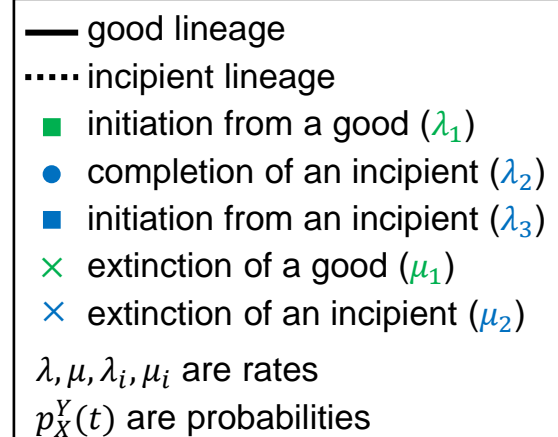 good lineage
incipient lineage
initiation from a good (λ₁)
completion of an incipient (λ₂)
initiation from an incipient (λ₃)
extinction of a good (μ₁)
extinction of an incipient (μ₂)
λ, μ, λᵢ, μᵢ are rates
p_X^Y(t) are probabilities